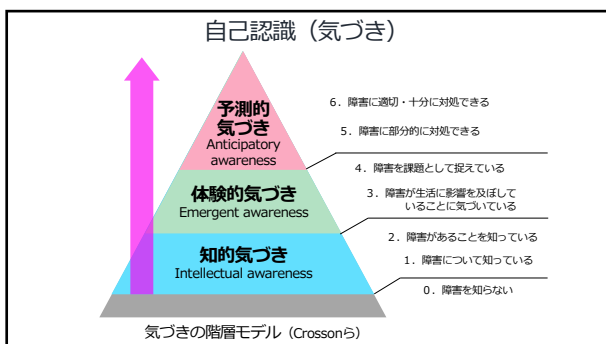 自己認識（気づき）
予測的
気づき
Anticipatory
awareness
体験的気づき
Emergent awareness
知的気づき
Intellectual awareness
6．障害に適切・十分に対処できる
5．障害に部分的に対処できる
4．障害を課題として捉えている
3．障害が生活に影響を及ぼして
いることに気づいている
2．障害があることを知っている
1．障害について知っている
0．障害を知らない
気づきの階層モデル（Crossonら）